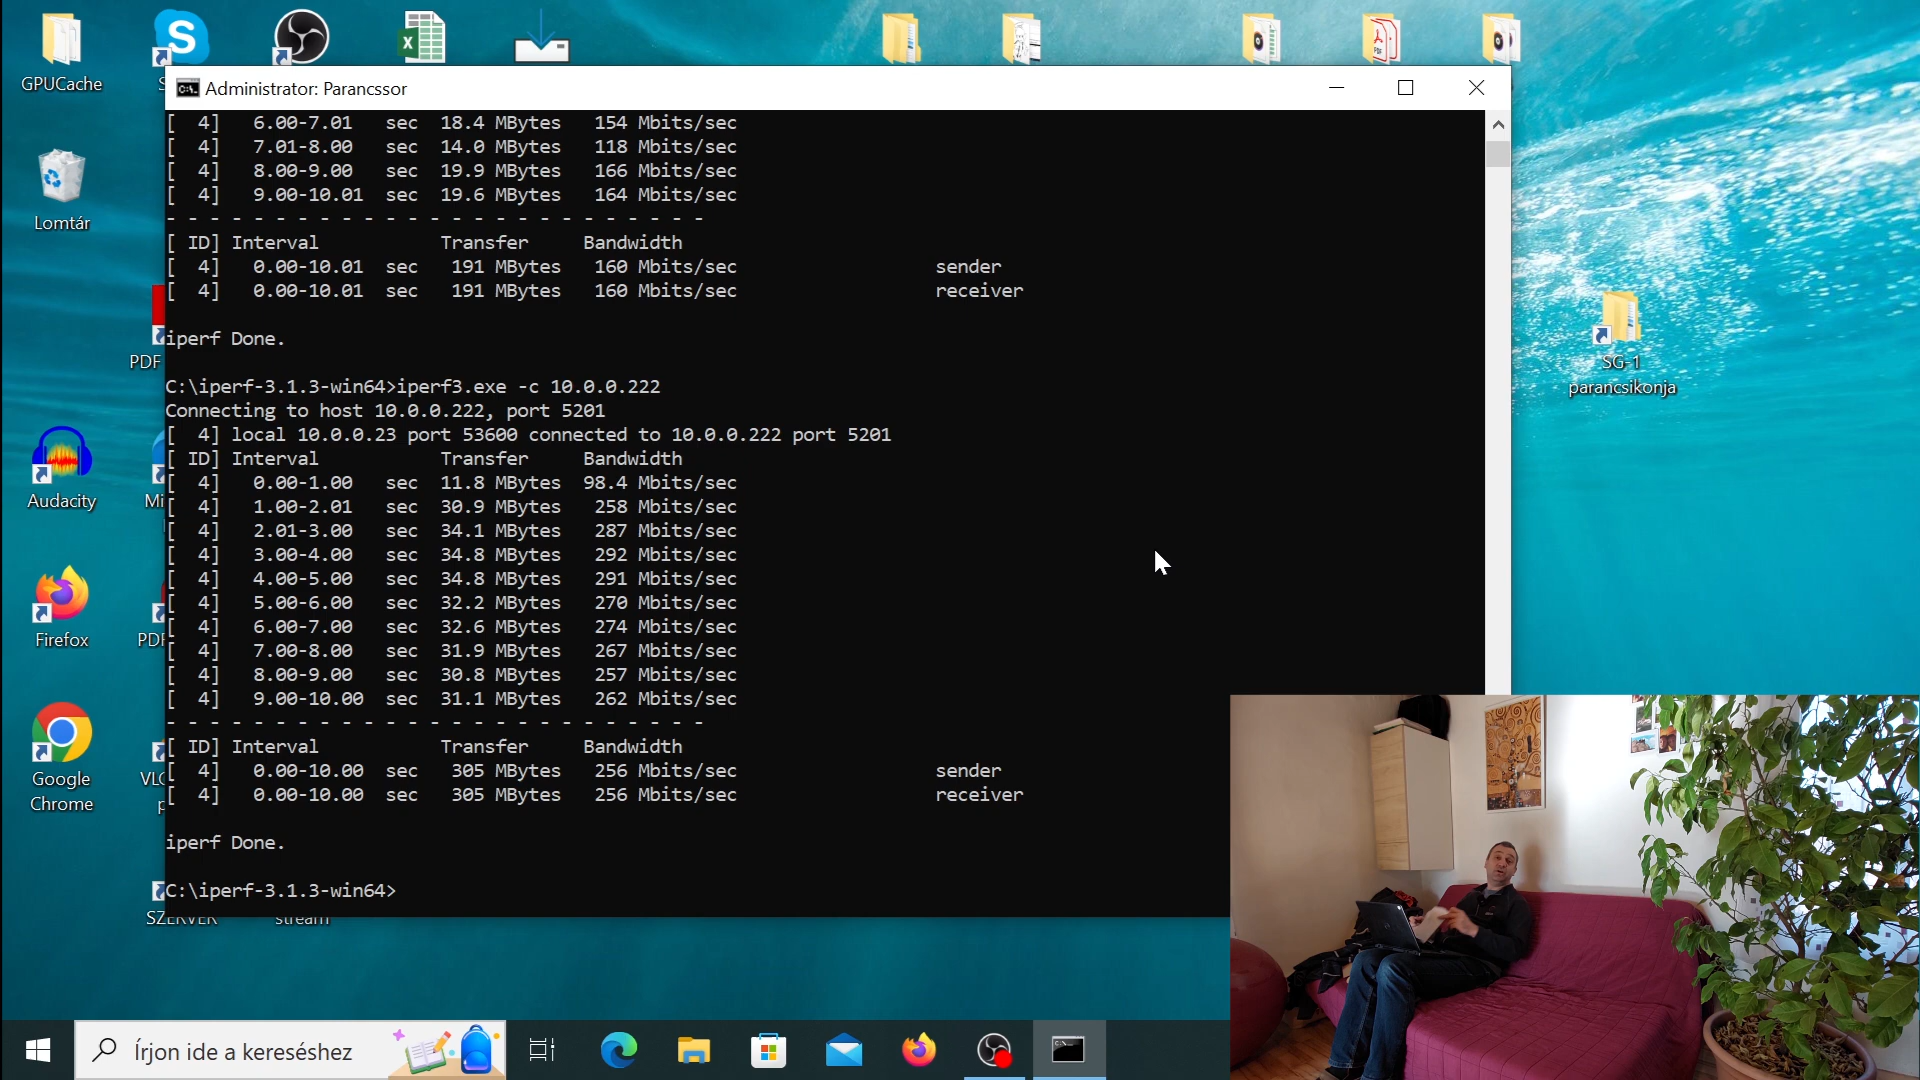 GPUCache
Administrator: Parancssor
[  4]   6.00-7.01   sec  18.4 MBytes   154 Mbits/sec
[  4]   7.01-8.00   sec  14.0 MBytes   118 Mbits/sec
[  4]   8.00-9.00   sec  19.9 MBytes   166 Mbits/sec
[  4]   9.00-10.01  sec  19.6 MBytes   164 Mbits/sec
- - - - - - - - - - - - - - - - - - - - - - - - -
[ ID] Interval           Transfer     Bandwidth
[  4]   0.00-10.01  sec   191 MBytes   160 Mbits/sec                  sender
[  4]   0.00-10.01  sec   191 MBytes   160 Mbits/sec                  receiver
iperf Done.
C:\iperf-3.1.3-win64>iperf3.exe -c 10.0.0.222
Connecting to host 10.0.0.222, port 5201
[  4] local 10.0.0.23 port 53600 connected to 10.0.0.222 port 5201
[ ID] Interval           Transfer     Bandwidth
[  4]   0.00-1.00   sec  11.8 MBytes  98.4 Mbits/sec
[  4]   1.00-2.01   sec  30.9 MBytes   258 Mbits/sec
[  4]   2.01-3.00   sec  34.1 MBytes   287 Mbits/sec
[  4]   3.00-4.00   sec  34.8 MBytes   292 Mbits/sec
[  4]   4.00-5.00   sec  34.8 MBytes   291 Mbits/sec
[  4]   5.00-6.00   sec  32.2 MBytes   270 Mbits/sec
[  4]   6.00-7.00   sec  32.6 MBytes   274 Mbits/sec
[  4]   7.00-8.00   sec  31.9 MBytes   267 Mbits/sec
[  4]   8.00-9.00   sec  30.8 MBytes   257 Mbits/sec
[  4]   9.00-10.00  sec  31.1 MBytes   262 Mbits/sec
- - - - - - - - - - - - - - - - - - - - - - - - -
[ ID] Interval           Transfer     Bandwidth
[  4]   0.00-10.00  sec   305 MBytes   256 Mbits/sec                  sender
[  4]   0.00-10.00  sec   305 MBytes   256 Mbits/sec                  receiver
iperf Done.
C:\iperf-3.1.3-win64>
Lomtár
PDF
Audacity
Mi
Firefox
PDF
Google
Chrome
VLC
SZERVER
stream
SG-1
parancsikonja
Írjon ide a kereséshez